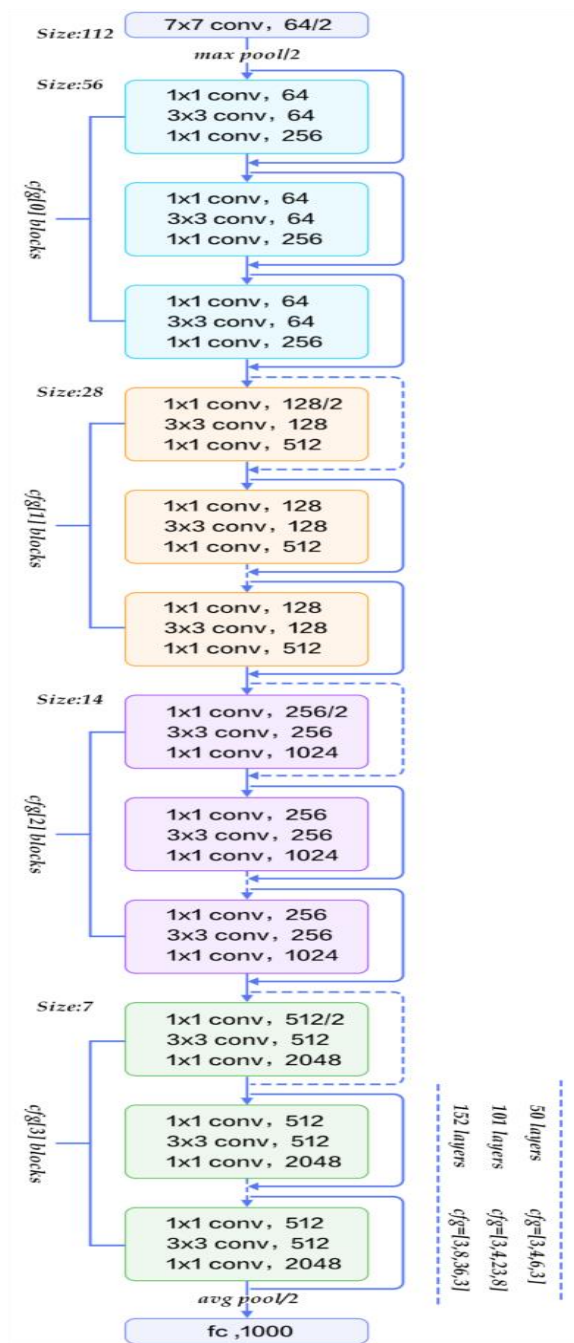 Size:112
7x7 conv, 64/2
max pool/2
Size:56
1x1 conv, 64
3x3 conv, 64
1x1 conv, 256
cfg[0] blocks
1x1 conv, 64
3x3 conv, 64
1x1 conv, 256
1x1 conv, 64
3x3 conv, 64
1x1 conv, 256
Size:28
1x1 conv, 128/2
3x3 conv, 128
1x1 conv, 512
cfg[1] blocks
1x1 conv, 128
3x3 conv, 128
1x1 conv, 512
1x1 conv, 128
3x3 conv, 128
1x1 conv, 512
Size:14
1x1 conv, 256/2
3x3 conv, 256
1x1 conv, 1024
cfg[2] blocks
1x1 conv, 256
3x3 conv, 256
1x1 conv, 1024
1x1 conv, 256
3x3 conv, 256
1x1 conv, 1024
Size:7
1x1 conv, 512/2
3x3 conv, 512
1x1 conv, 2048
cfg[3] blocks
1x1 conv, 512
3x3 conv, 512
1x1 conv, 2048
1x1 conv, 512
3x3 conv, 512
1x1 conv, 2048
avg pool/2
fc ,1000
50 layers cfg=[3,4,6,3]
101 layers cfg=[3,4,23,8]
152 layers cfg=[3,8,36,3]